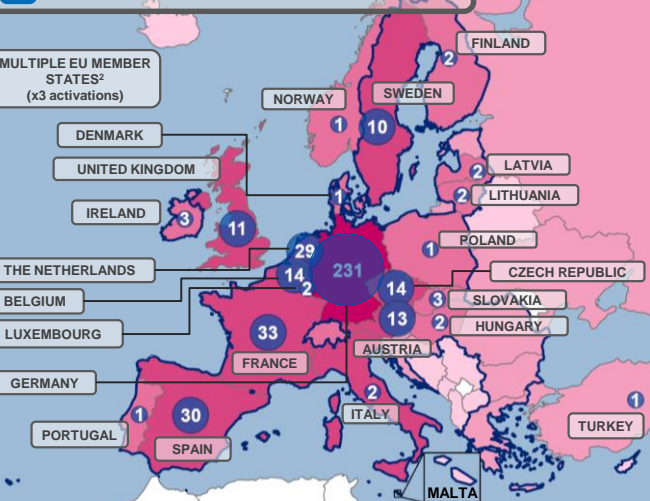 FINLAND
2
MULTIPLE EU MEMBER
STATES²
(x3 activations)
NORWAY
SWEDEN
1
10
DENMARK
UNITED KINGDOM
LATVIA
2
LITHUANIA
2
1
IRELAND
3
11
POLAND
1
29
THE NETHERLANDS
231
CZECH REPUBLIC
14
14
2
BELGIUM
SLOVAKIA
3
LUXEMBOURG
HUNGARY
2
13
33
AUSTRIA
FRANCE
GERMANY
2
1
ITALY
1
30
PORTUGAL
TURKEY
SPAIN
MALTA